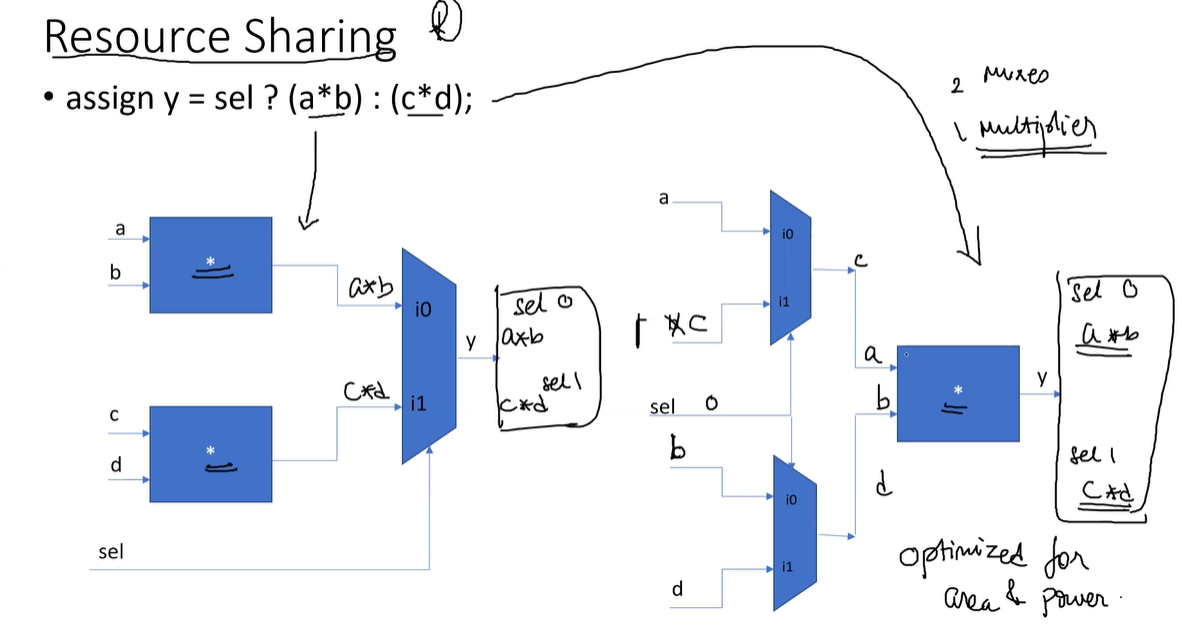 Resource Sharing
• assign y = sel ? (a*b) : (c*d);
2 muxes
1 multiplier
a
b
*
a*b
i0
c*d
i1
c
d
*
sel
y
sel 0
a*b
sel 1
c*d
a
i0
c
i1
c
sel 0
b
i0
d
i1
a
b
d
*
y
sel 0
a*b
sel 1
c*d
optimized for
area & power.